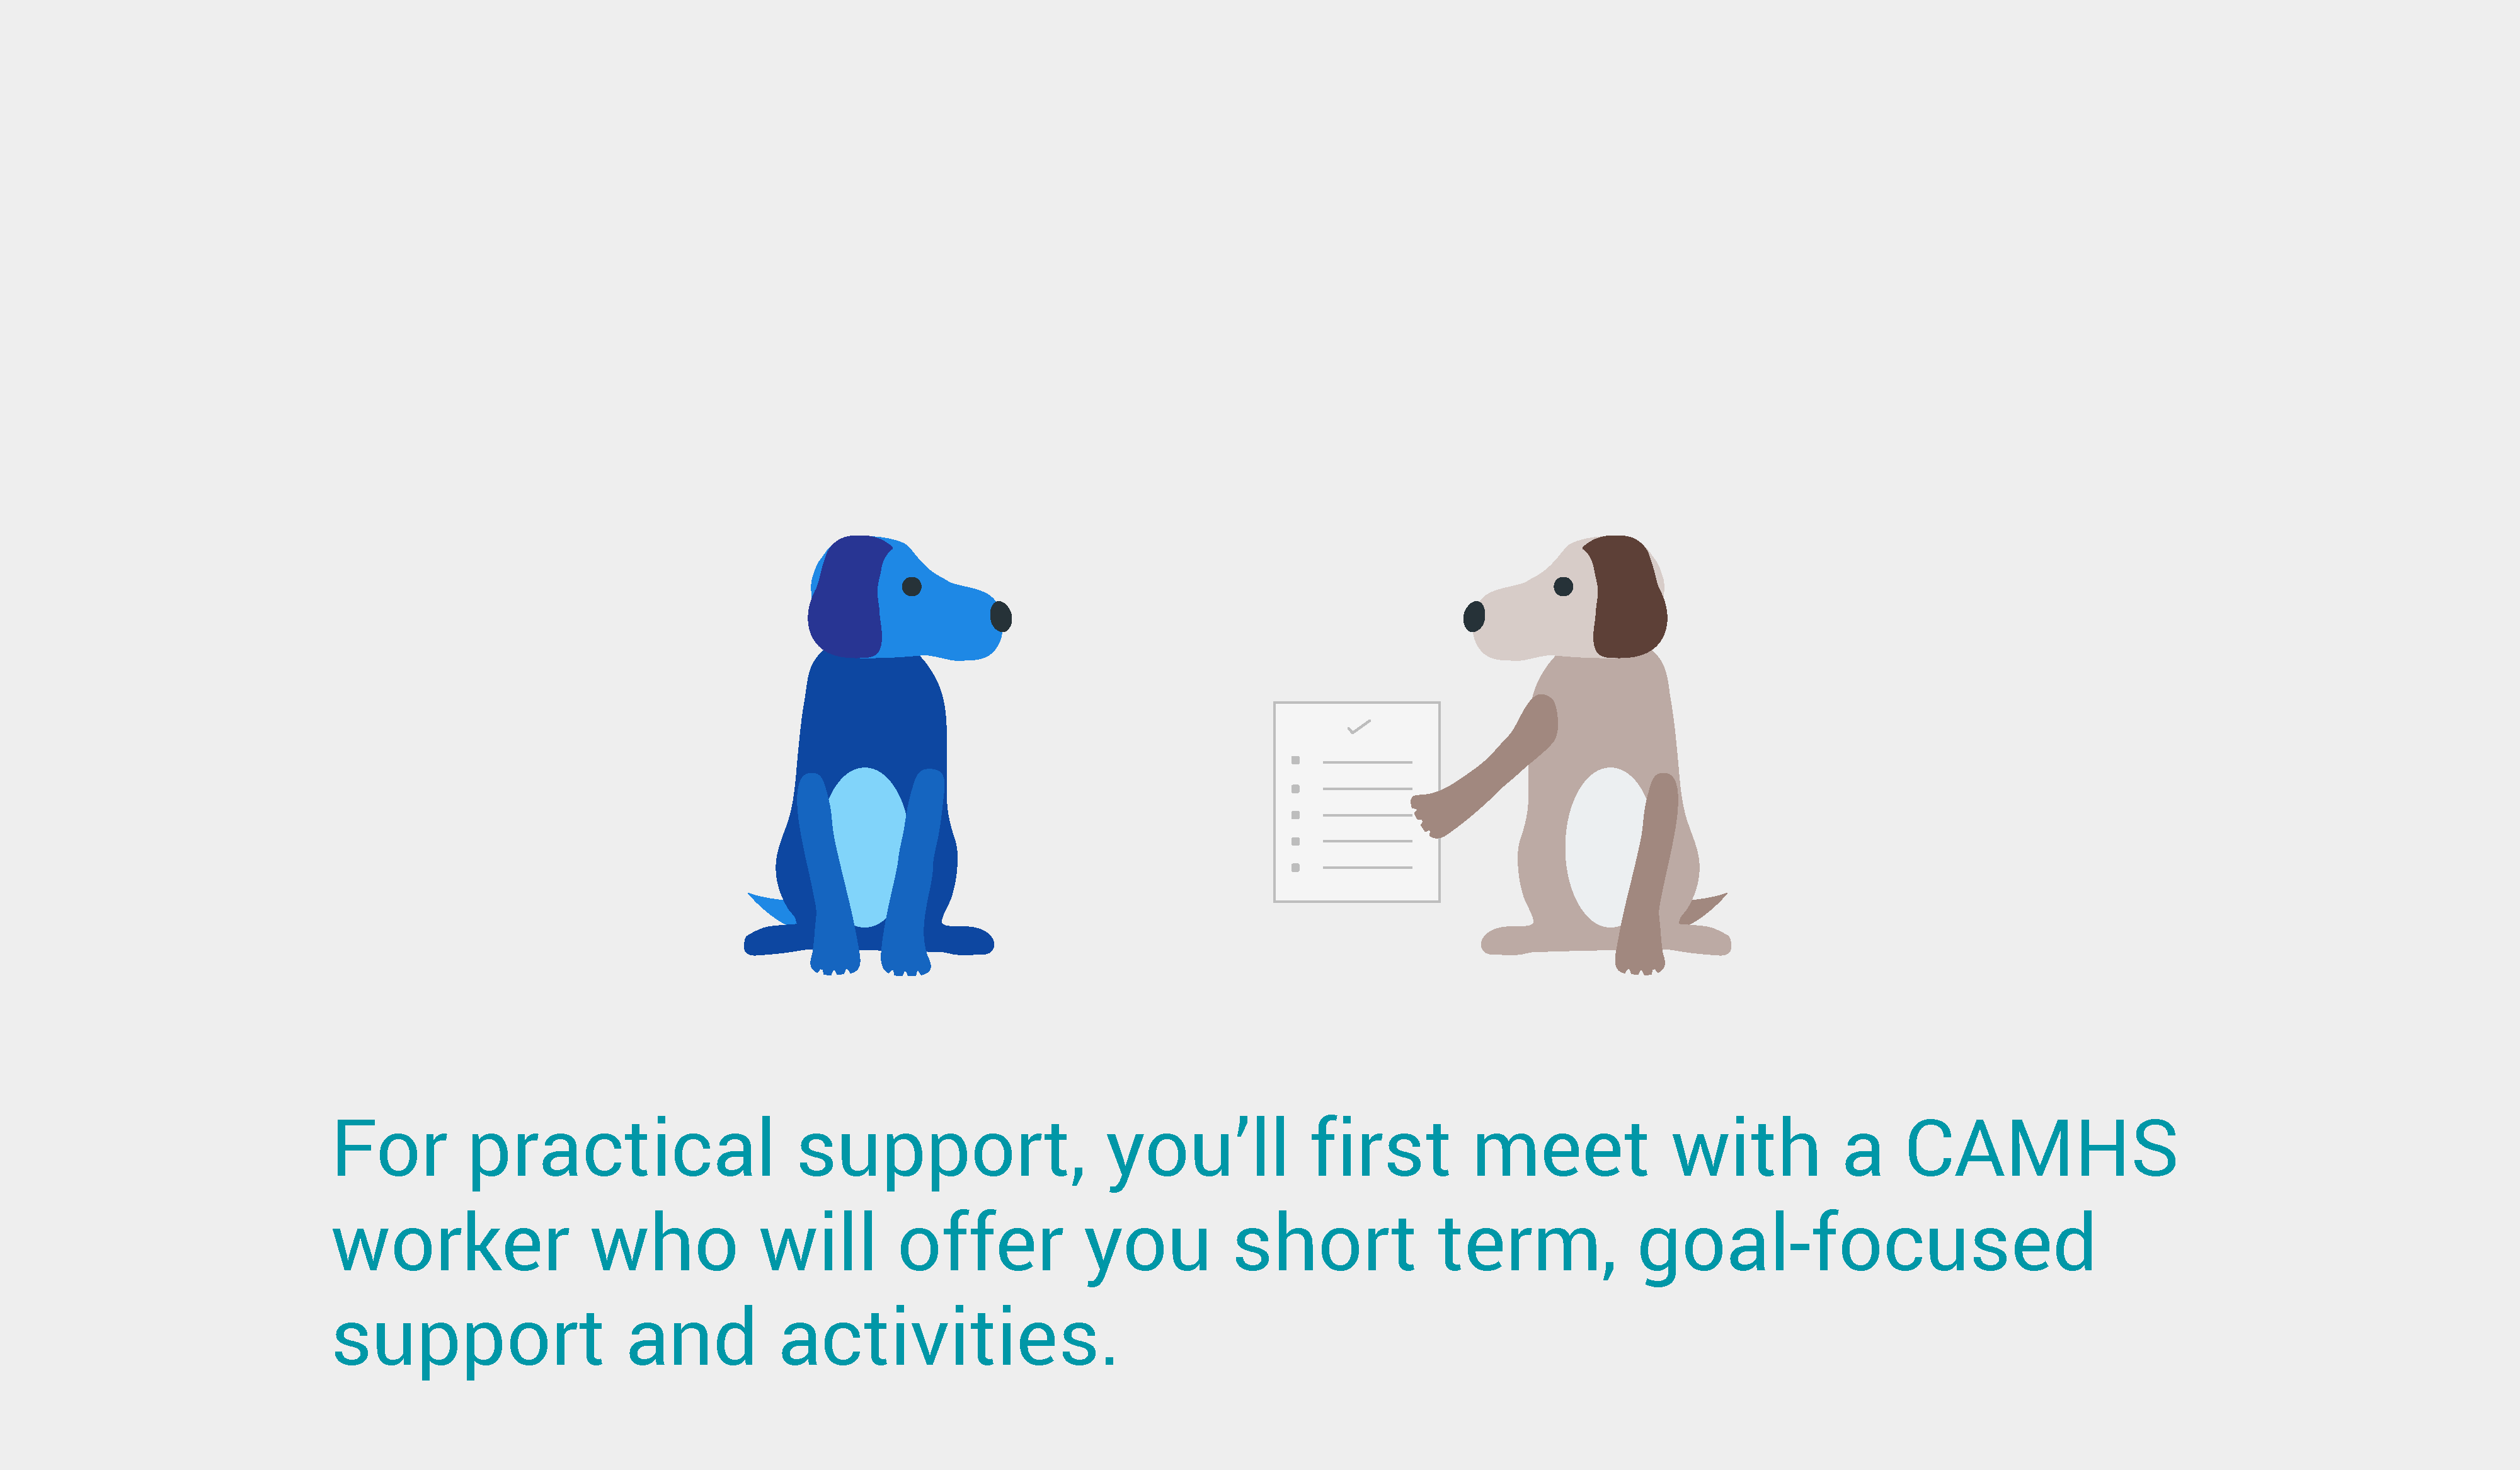 For practical support, you’ll first meet with a CAMHS
worker who will offer you short term, goal-focused
support and activities.